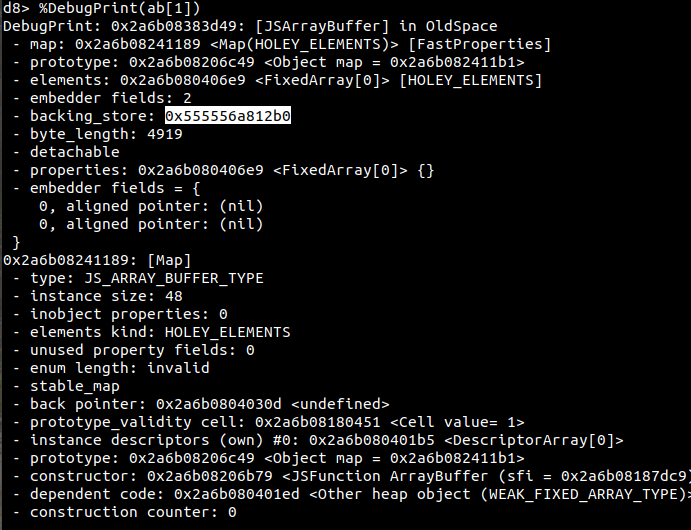 d8> %DebugPrint(ab[1])
DebugPrint: 0x2a6b08383d49: [JSArrayBuffer] in OldSpace
- map: 0x2a6b08241189 <Map(HOLEY_ELEMENTS)> [FastProperties]
- prototype: 0x2a6b08206c49 <Object map = 0x2a6b082411b1>
- elements: 0x2a6b080406e9 <FixedArray[0]> [HOLEY_ELEMENTS]
- embedder fields: 2
- backing_store: 0x555556a812b0
- byte_length: 4919
- detachable
- properties: 0x2a6b080406e9 <FixedArray[0]> {}
- embedder fields = {
0, aligned pointer: (nil)
0, aligned pointer: (nil)
}
0x2a6b08241189: [Map]
- type: JS_ARRAY_BUFFER_TYPE
- instance size: 48
- inobject properties: 0
- elements kind: HOLEY_ELEMENTS
- unused property fields: 0
- enum length: invalid
- stable_map
- back pointer: 0x2a6b0804030d <undefined>
- prototype_validity cell: 0x2a6b08180451 <Cell value= 1>
- instance descriptors (own) #0: 0x2a6b080401b5 <DescriptorArray[0]>
- prototype: 0x2a6b08206c49 <Object map = 0x2a6b082411b1>
- constructor: 0x2a6b08206b79 <JSFunction ArrayBuffer (sfi = 0x2a6b08187dc9)
- dependent code: 0x2a6b080401ed <Other heap object (WEAK_FIXED_ARRAY_TYPE)>
- construction counter: 0